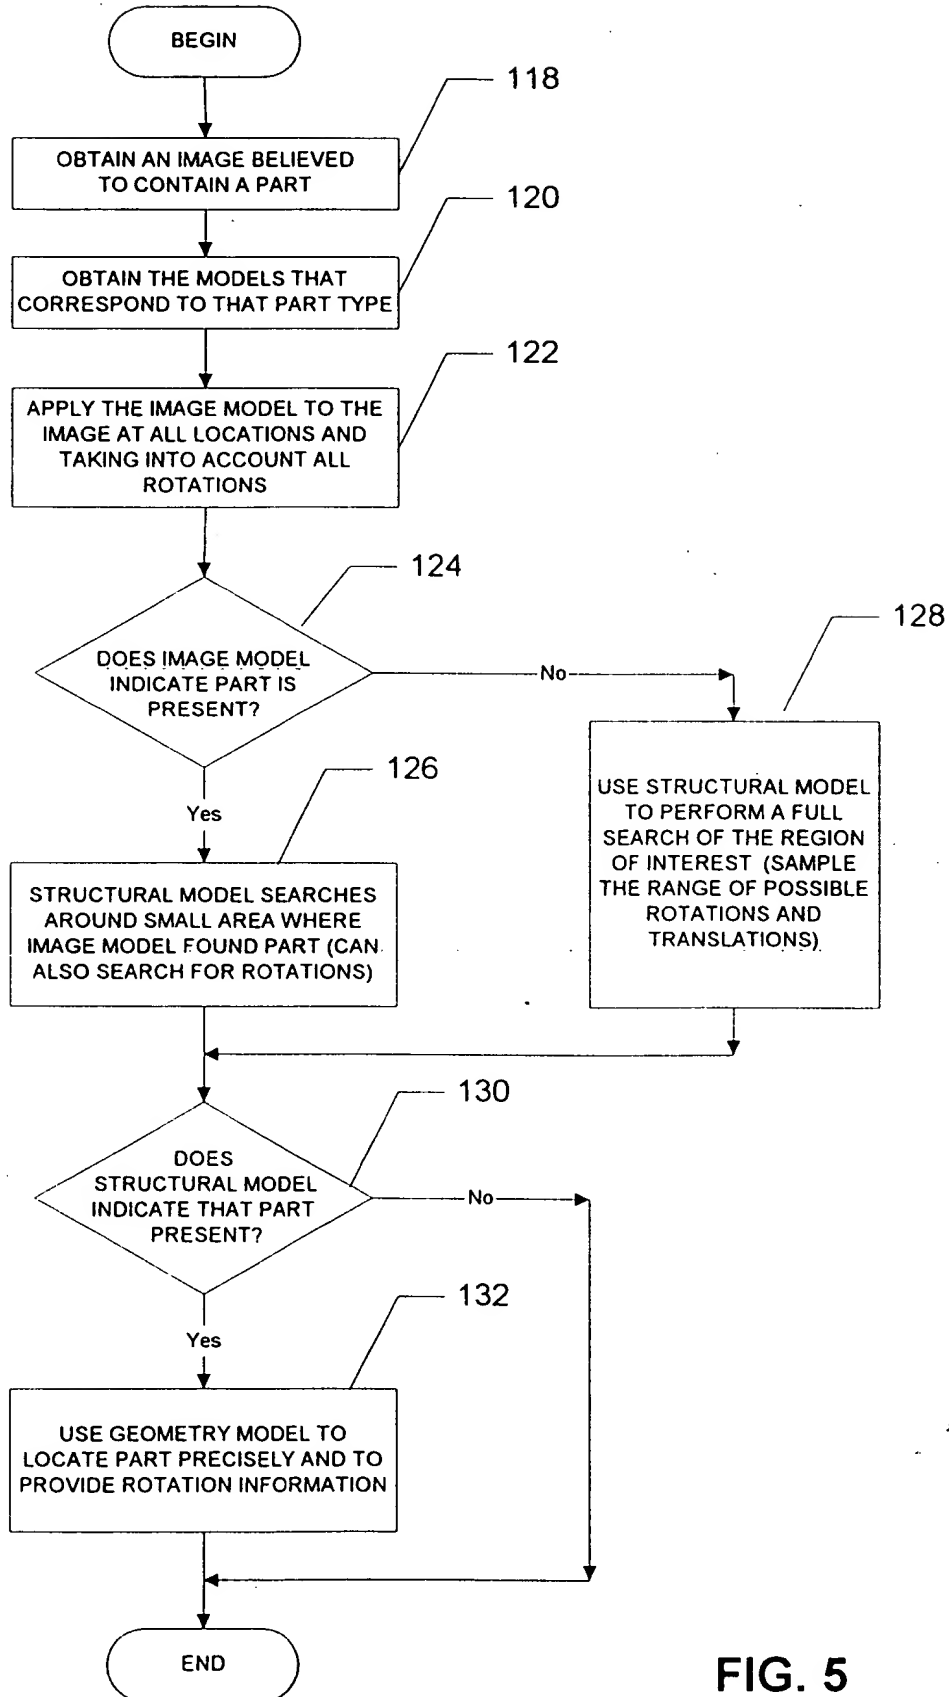 BEGIN
118
OBTAIN AN IMAGE BELIEVED
TO CONTAIN A PART
120
OBTAIN THE MODELS THAT
CORRESPOND TO THAT PART TYPE
122
APPLY THE IMAGE MODEL TO THE
IMAGE AT ALL LOCATIONS AND
TAKING INTO ACCOUNT ALL
ROTATIONS
124
DOES IMAGE MODEL
INDICATE PART IS
PRESENT?
No
128
USE STRUCTURAL MODEL
TO PERFORM A FULL
SEARCH OF THE REGION
OF INTEREST (SAMPLE
THE RANGE OF POSSIBLE
ROTATIONS AND
TRANSLATIONS)
Yes
126
STRUCTURAL MODEL SEARCHES
AROUND SMALL AREA WHERE
IMAGE MODEL FOUND PART (CAN
ALSO SEARCH FOR ROTATIONS)
130
DOES
STRUCTURAL MODEL
INDICATE THAT PART
PRESENT?
No
Yes
132
USE GEOMETRY MODEL TO
LOCATE PART PRECISELY AND TO
PROVIDE ROTATION INFORMATION
END
FIG. 5